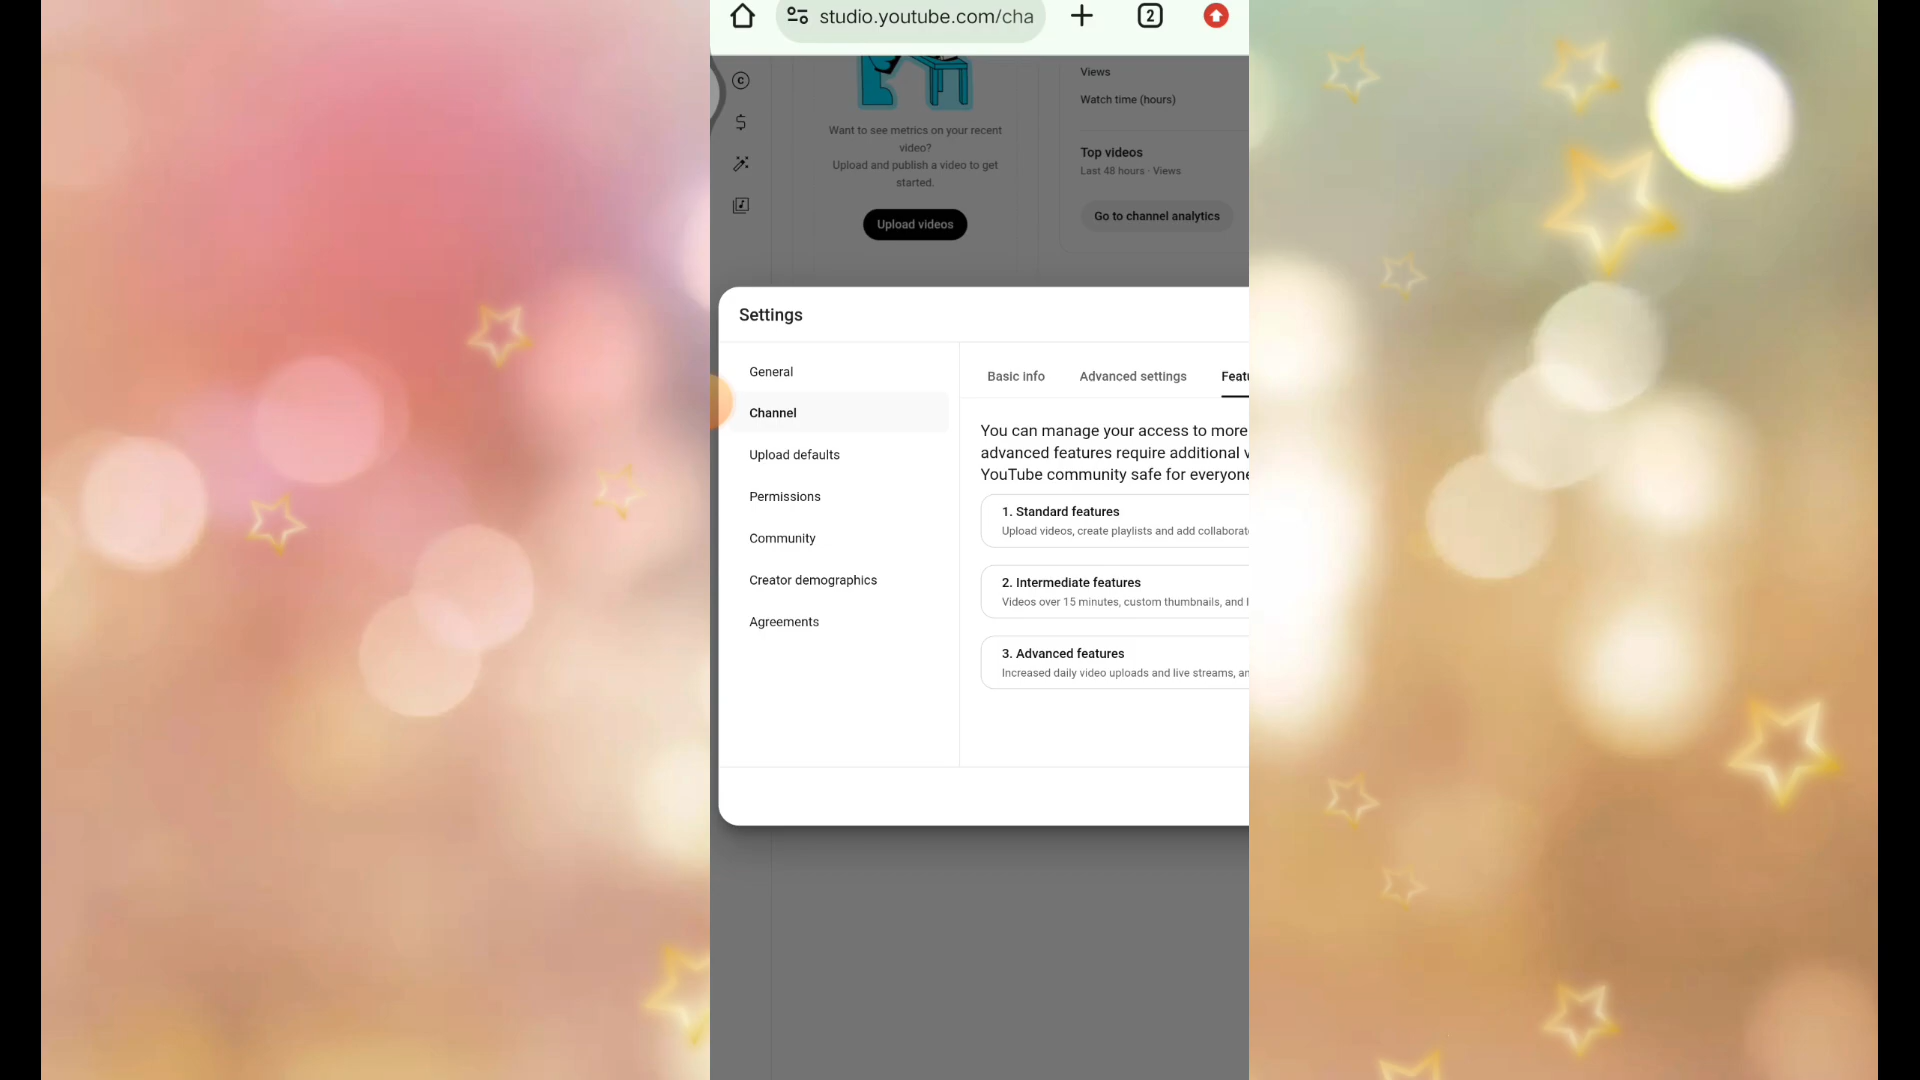 studio.youtube.com/cha
2
Views
Watch time (hours)
Want to see metrics on your recent
video?
Upload and publish a video to get
started.
Upload videos
Top videos
Last 48 hours · Views
Go to channel analytics
Settings
General
Channel
Upload defaults
Permissions
Community
Creator demographics
Agreements
Basic info
Advanced settings
Featu
You can manage your access to more
advanced features require additional v
YouTube community safe for everyone
1. Standard features
Upload videos, create playlists and add collaborat
2. Intermediate features
Videos over 15 minutes, custom thumbnails, and l
3. Advanced features
Increased daily video uploads and live streams, an